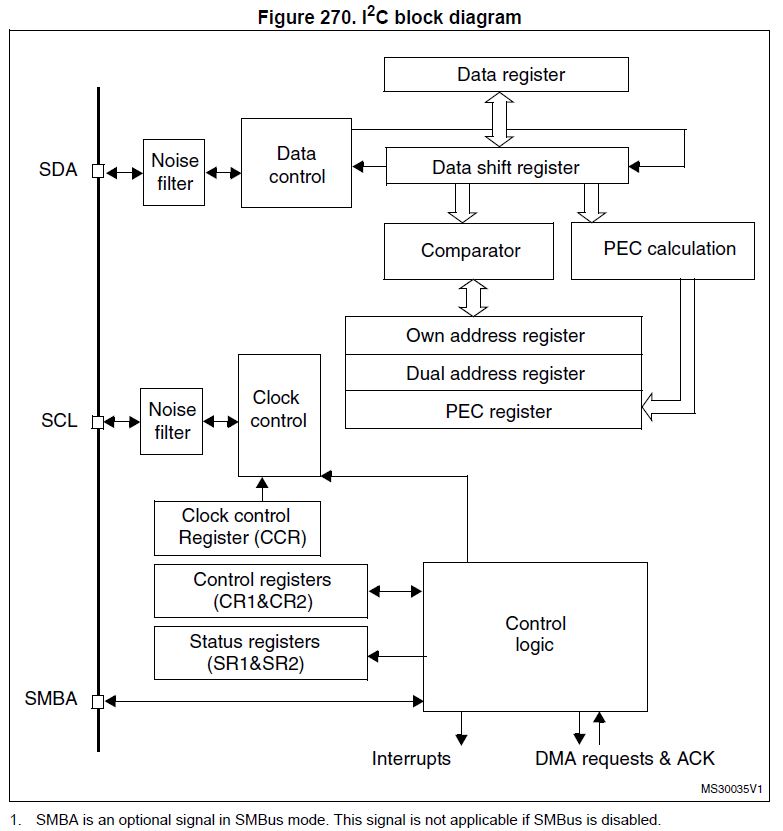 Figure 270. I²C block diagram
Data register
SDA
Noise
filter
Data
control
Data shift register
Comparator
PEC calculation
Own address register
Dual address register
PEC register
SCL
Noise
filter
Clock
control
Clock control
Register (CCR)
Control registers
(CR1&CR2)
Status registers
(SR1&SR2)
Control
logic
SMBA
Interrupts
DMA requests & ACK
MS30035V1
1. SMBA is an optional signal in SMBus mode. This signal is not applicable if SMBus is disabled.